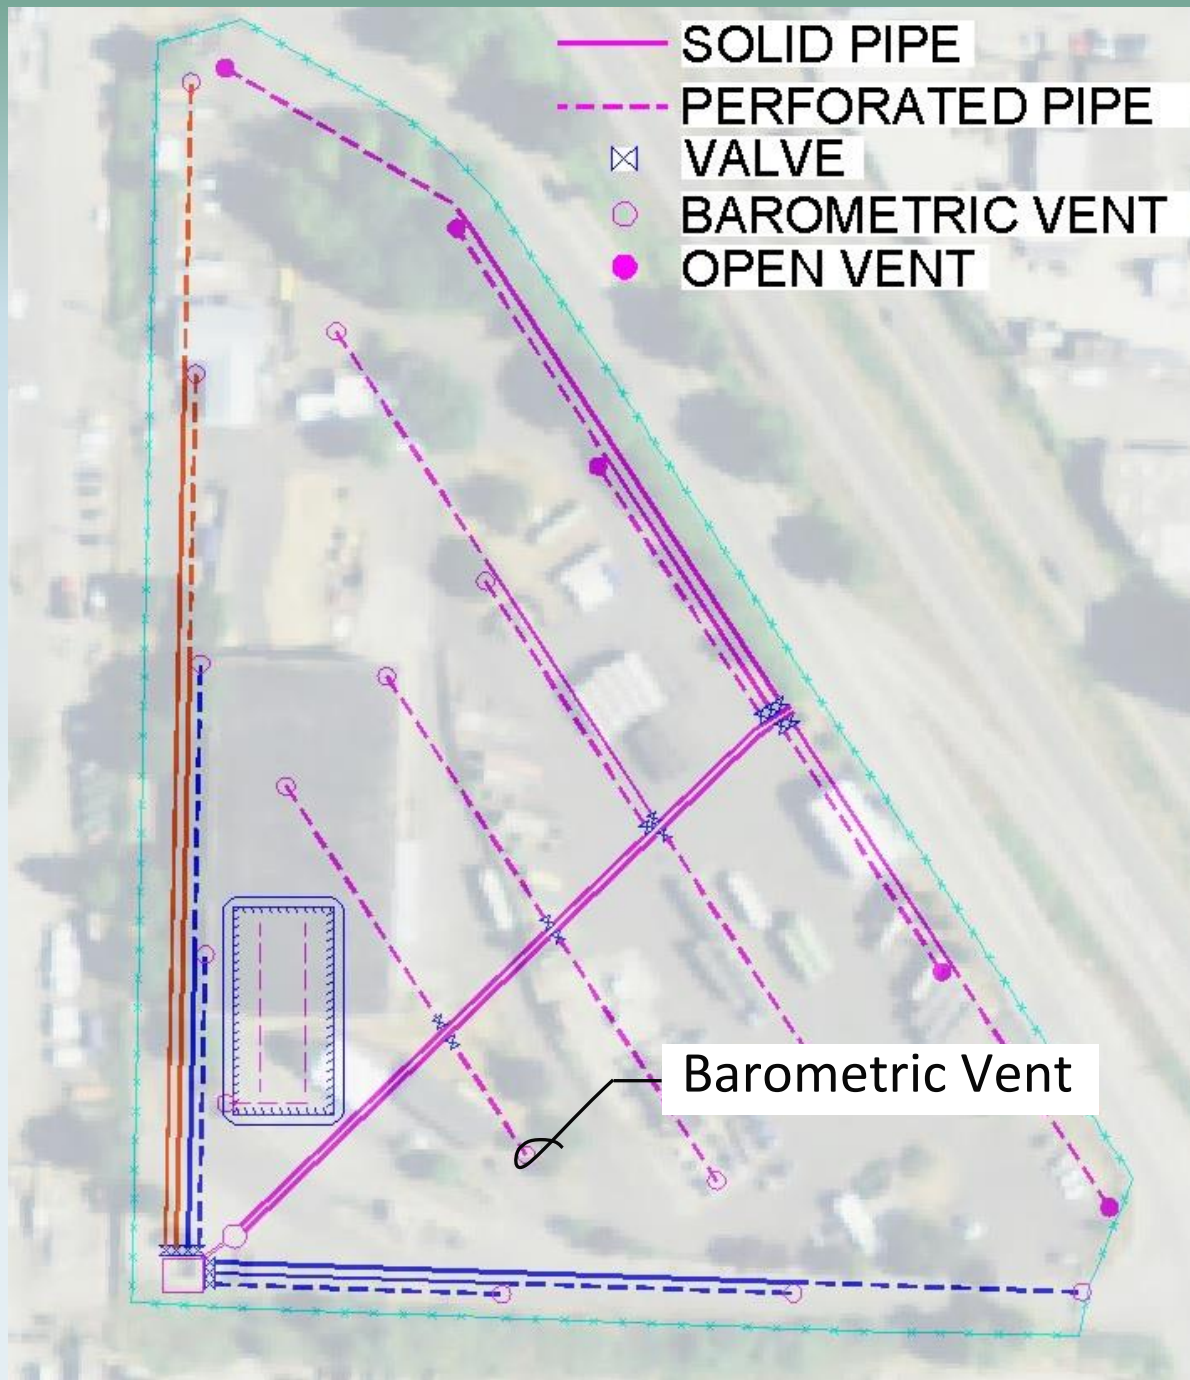 SOLID PIPE
PERFORATED PIPE
VALVE
BAROMETRIC VENT
OPEN VENT
Barometric Vent